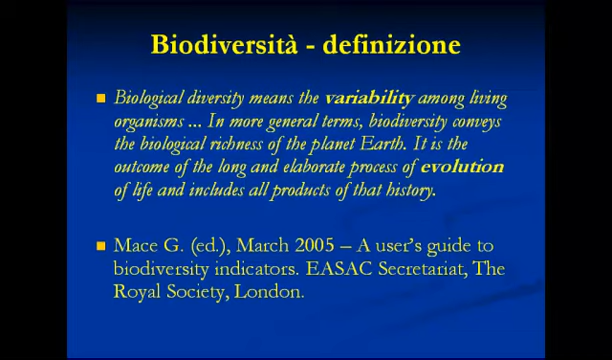 Biodiversità - definizione
Biological diversity means the variability among living
organisms ... In more general terms, biodiversity conveys
the biological richness of the planet Earth. It is the
outcome of the long and elaborate process of evolution
of life and includes all products of that history.
Mace G. (ed.), March 2005 – A user's guide to
biodiversity indicators. EASAC Secretariat, The
Royal Society, London.